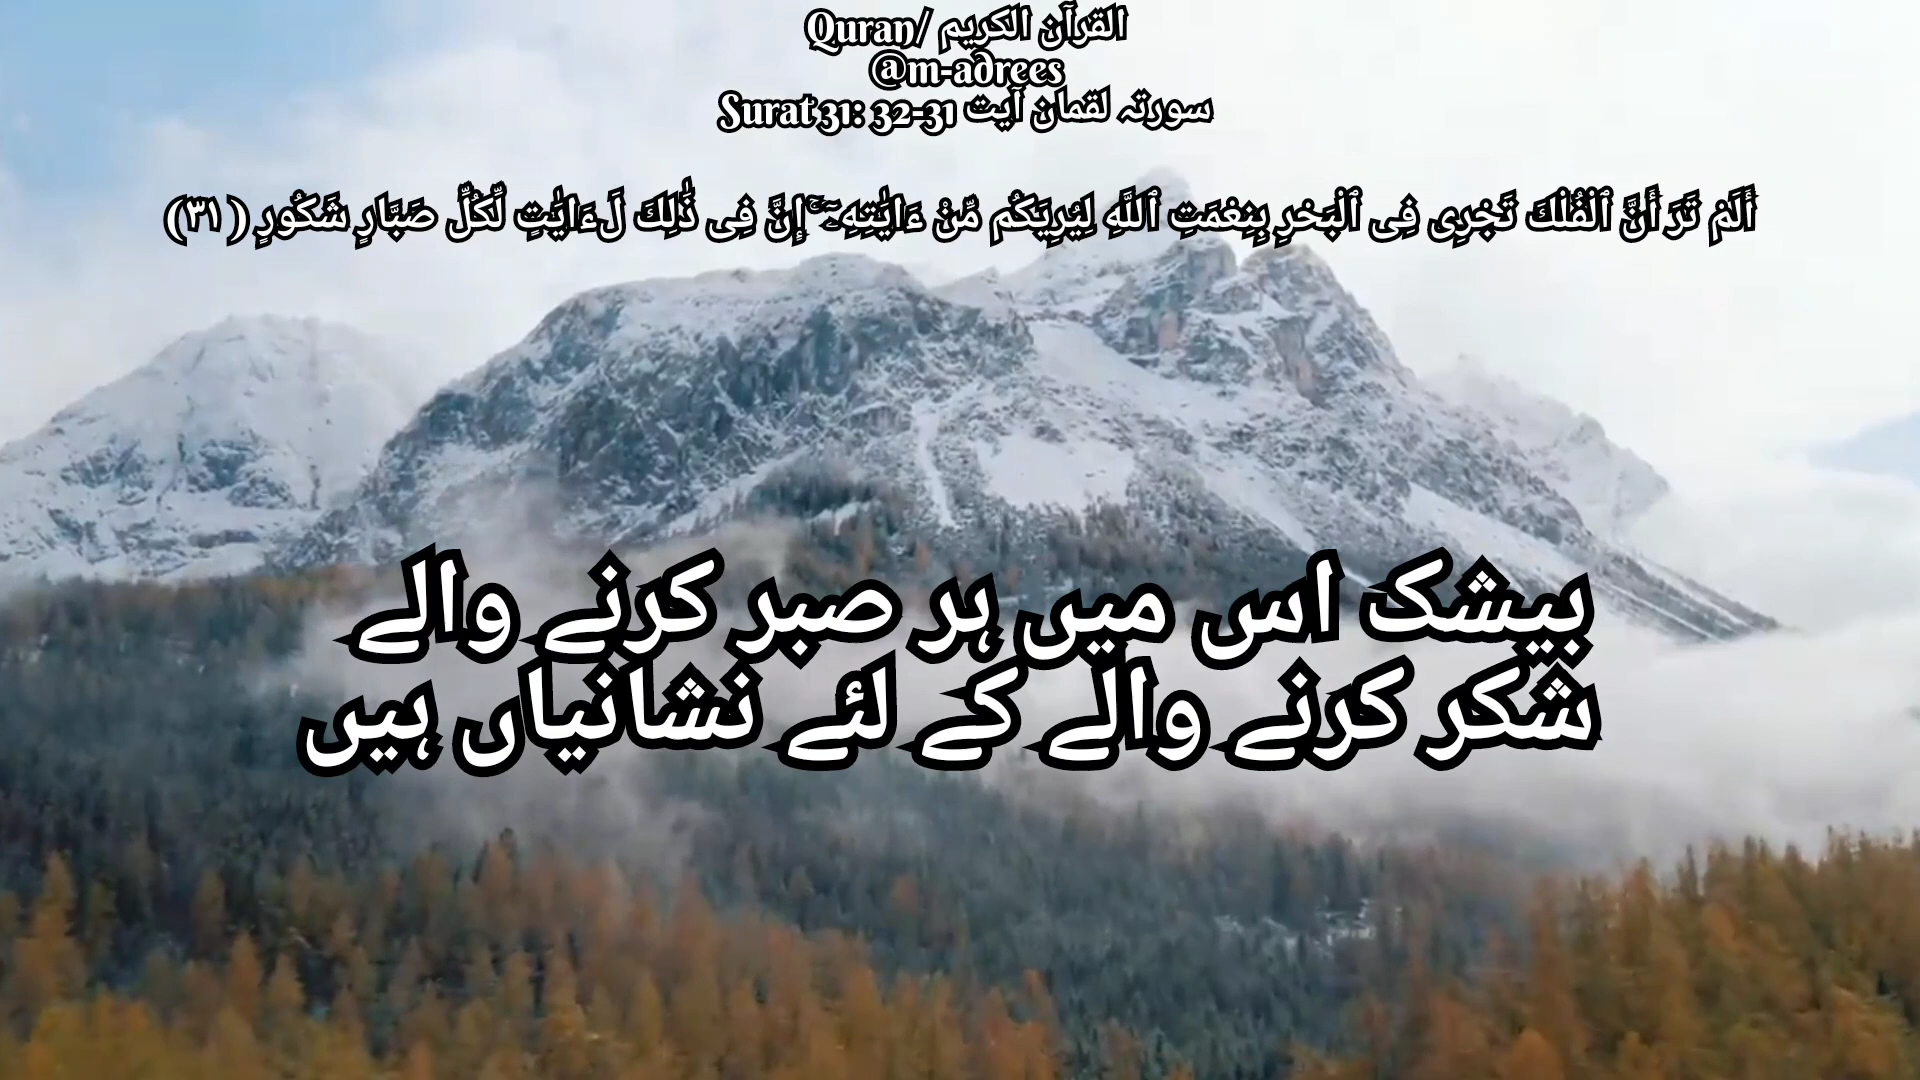 Quran/ القرآن الكريم
@m-adrees
Surat 31: 32-31 سورتہ لقمان آیت
أَلَمْ تَرَ أَنَّ ٱلْفُلْكَ تَجْرِى فِى ٱلْبَحْرِ بِنِعْمَتِ ٱللَّهِ لِيُرِيَكُم مِّنْ ءَايَٰتِهِۦٓ ۚ إِنَّ فِى ذَٰلِكَ لَءَايَٰتٍ لِّكُلِّ صَبَّارٍ شَكُورٍ (٣١)
بیشک اس میں ہر صبر کرنے والے
شکر کرنے والے کے لئے نشانیاں ہیں